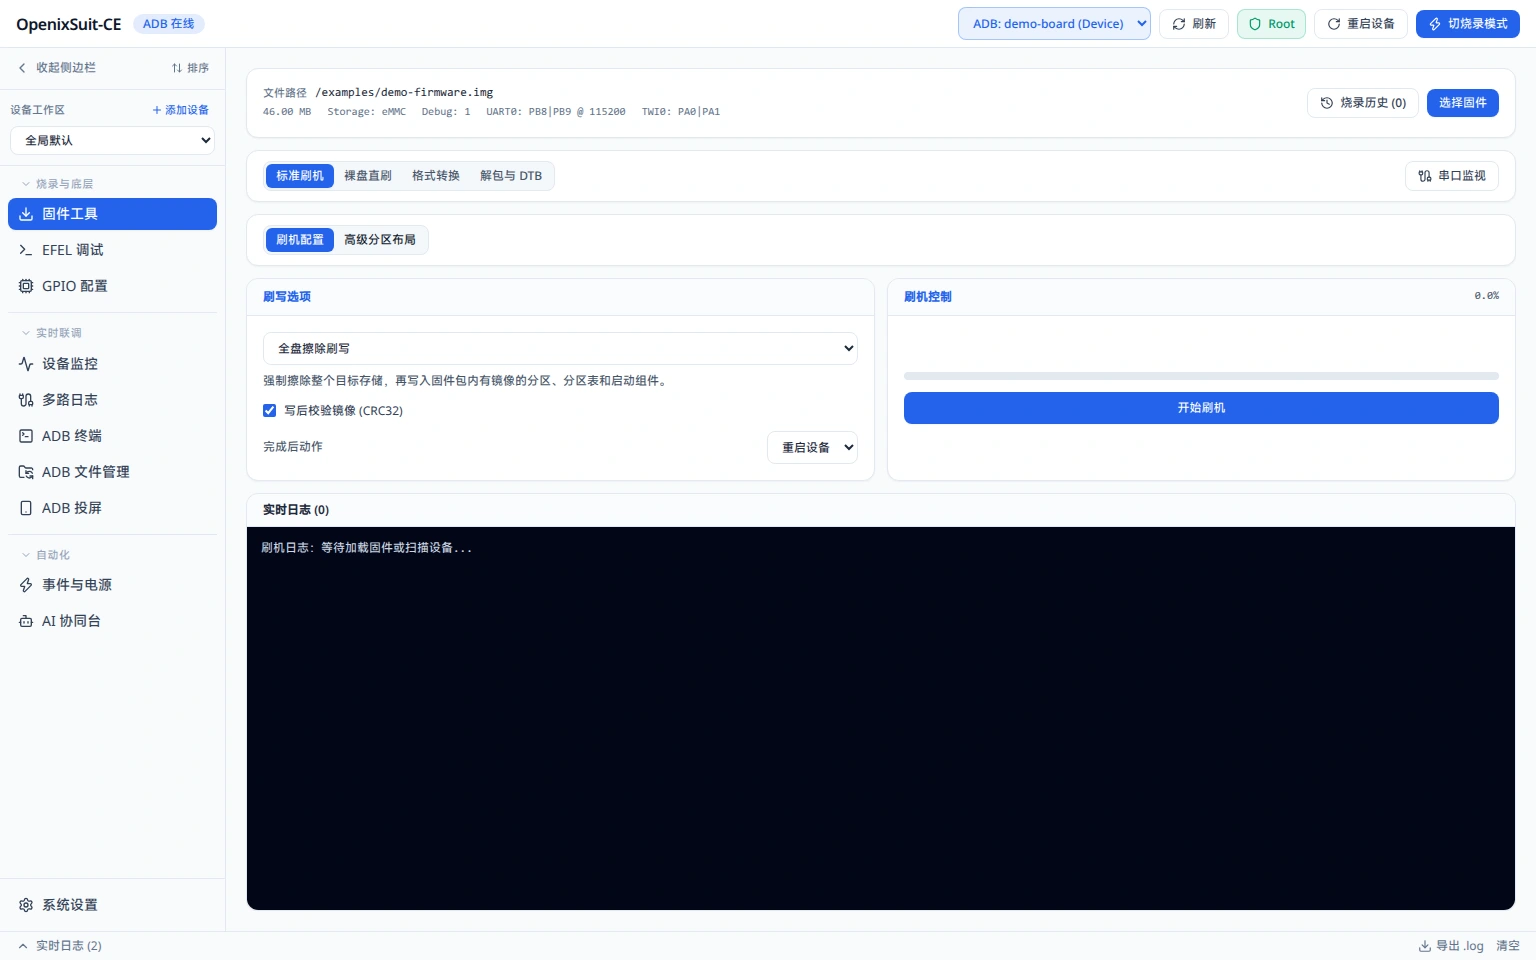 OpenixSuit-CE
ADB 在线
ADB: demo-board (Device)
刷新
Root
重启设备
切烧录模式
收起侧边栏
排序
设备工作区
添加设备
全局默认
烧录与底层
固件工具
EFEL 调试
GPIO 配置
实时联调
设备监控
多路日志
ADB 终端
ADB 文件管理
ADB 投屏
自动化
事件与电源
AI 协同台
系统设置
文件路径 /examples/demo-firmware.img
46.00 MB Storage: eMMC Debug: 1 UART0: PB8|PB9 @ 115200 TWI0: PA0|PA1
烧录历史 (0)
选择固件
标准刷机 裸盘直刷 格式转换 解包与 DTB
串口监视
刷机配置 高级分区布局
刷写选项
全盘擦除刷写
强制擦除整个目标存储，再写入固件包内有镜像的分区、分区表和启动组件。
写后校验镜像 (CRC32)
完成后动作
重启设备
刷机控制
0.0%
开始刷机
实时日志 (0)
刷机日志: 等待加载固件或扫描设备...
实时日志 (2)
导出 .log
清空